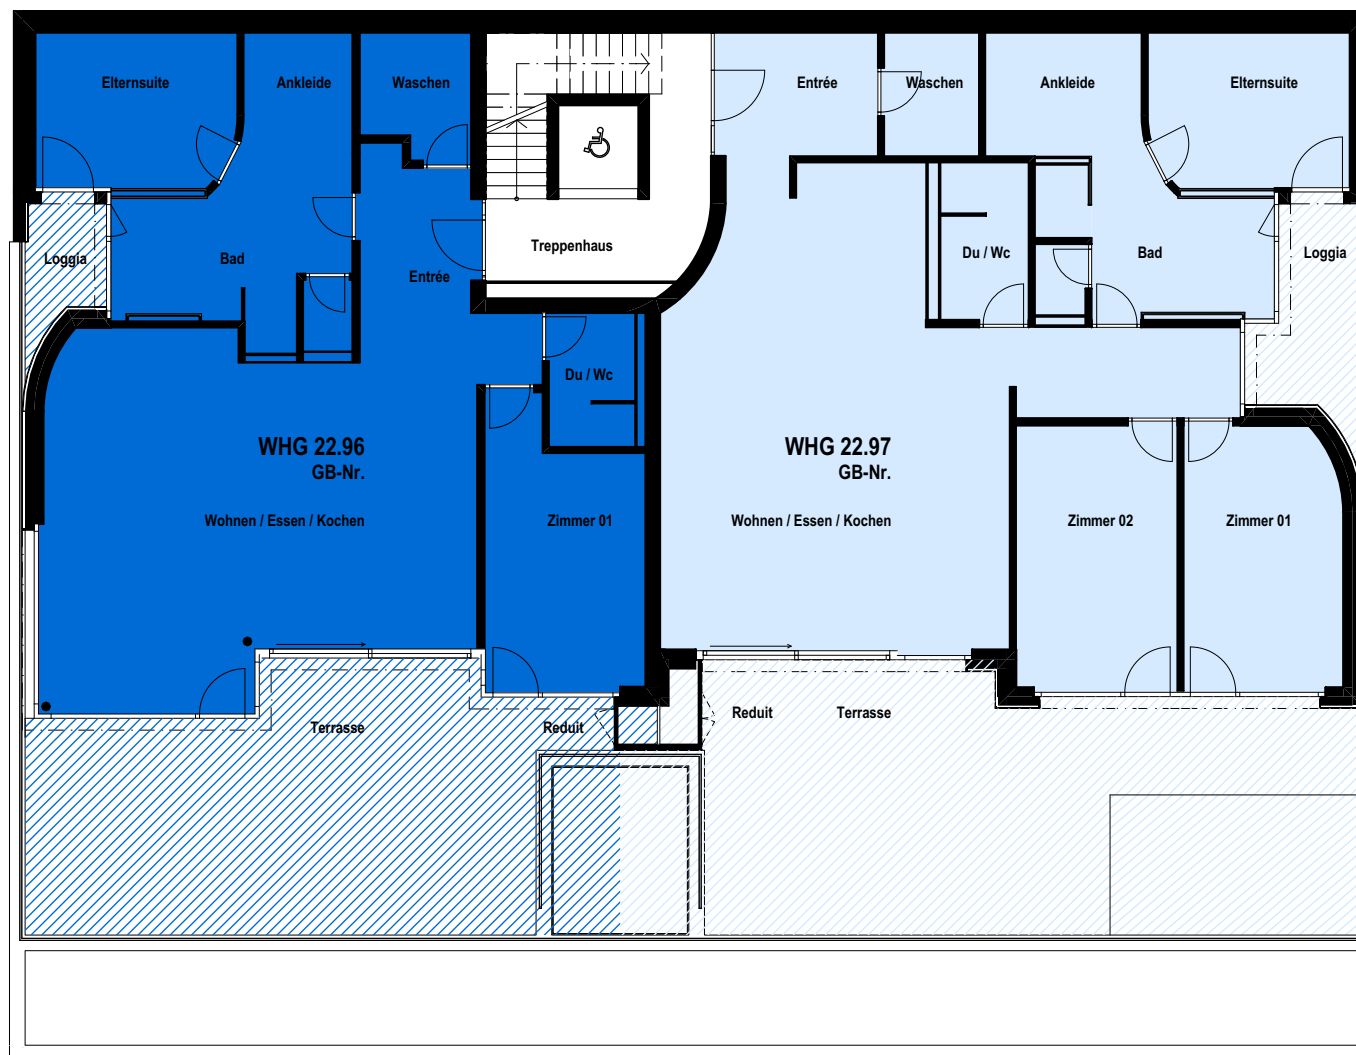 Elternsuite
Ankleide
Waschen
Entrée
Waschen
Ankleide
Elternsuite
Loggia
Bad
Entrée
Treppenhaus
Du / Wc
Bad
Loggia
Du / Wc
WHG 22.96
GB-Nr.
WHG 22.97
GB-Nr.
Wohnen / Essen / Kochen
Zimmer 01
Wohnen / Essen / Kochen
Zimmer 02
Zimmer 01
Terrasse
Reduit
Reduit
Terrasse